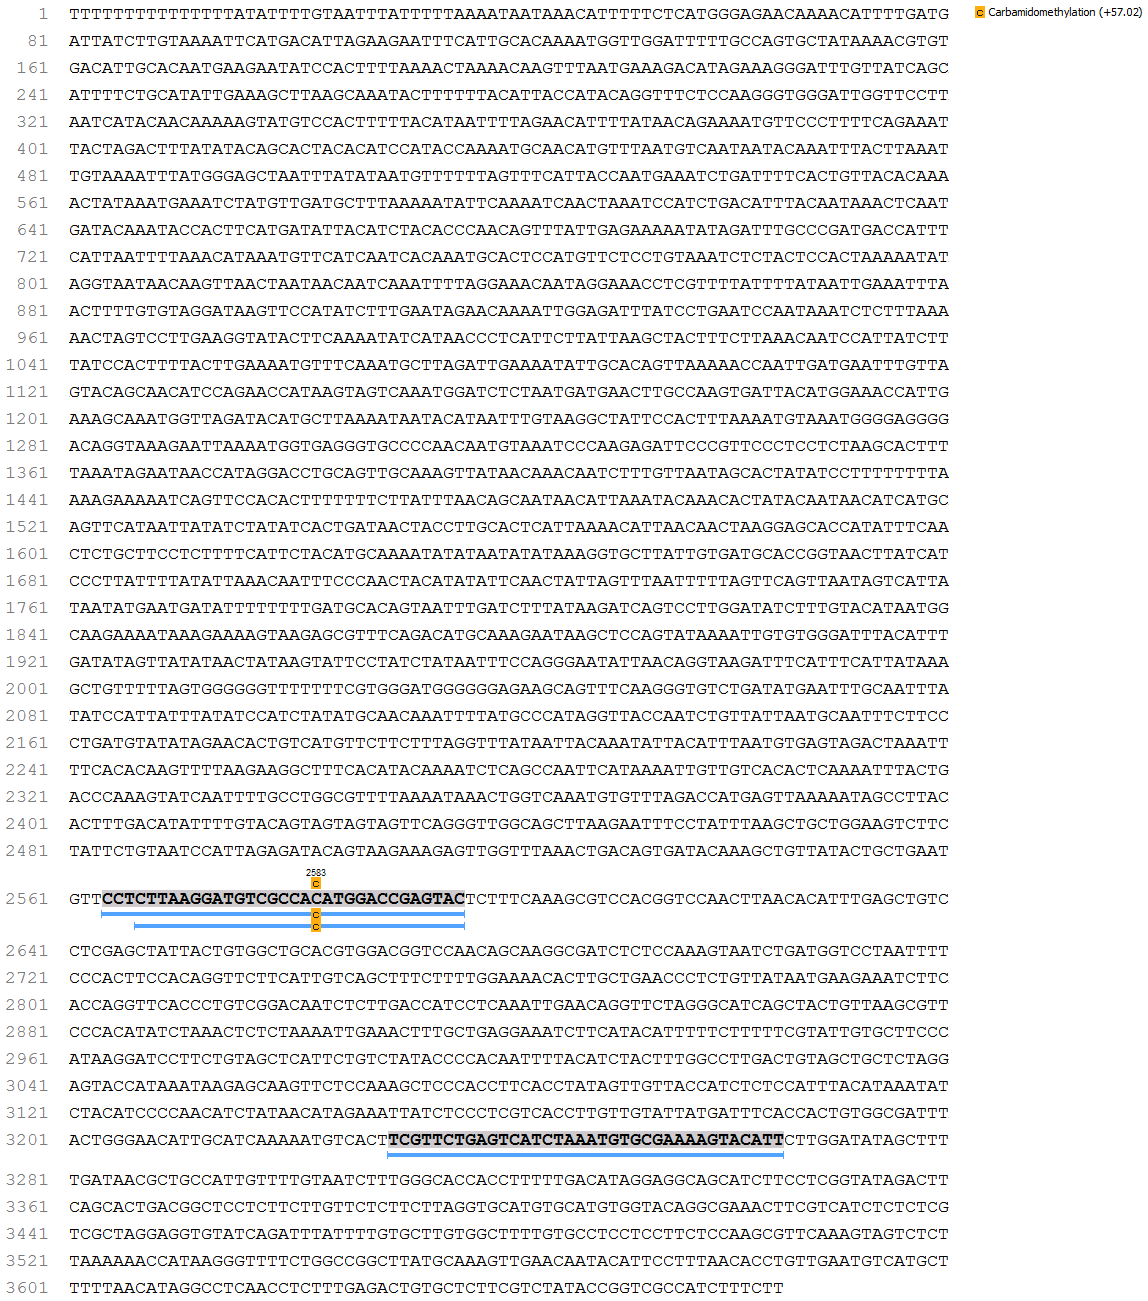 C Carbamidomethylation (+57.02)
1 TTTTTTTTTTTTTTTATATTTTGTAATTTATTTTTAAAATAATAAACATTTTTCTCATGGGAGAACAAAACATTTTGATG
81 ATTATCTTGTAAAATTCATGACATTAGAAGAATTTCATTGCACAAAATGGTTGGATTTTTGCCAGTGCTATAAAACGTGT
161 GACATTGCACAATGAAGAATATCCACTTTTAAAACTAAAACAAGTTTAATGAAAGACATAGAAAGGGATTTGTTATCAGC
241 ATTTTCTGCATATTGAAAGCTTAAGCAAATACTTTTTTACATTACCATACAGGTTTCTCCAAGGGTGGGATTGGTTCCTT
321 AATCATACAACAAAAAGTATGTCCACTTTTTACATAATTTTAGAACATTTTATAACAGAAAATGTTCCCTTTTCAGAAAT
401 TACTAGACTTTATATACAGCACTACACATCCATACCAAAATGCAACATGTTTAATGTCAATAATACAAATTTACTTAAAT
481 TGTAAAATTTATGGGAGCTAATTTATATAATGTTTTTTAGTTTCATTACCAATGAAATCTGATTTTCACTGTTACACAAA
561 ACTATAAATGAAATCTATGTTGATGCTTTAAAAATATTCAAAATCAACTAAATCCATCTGACATTTACAATAAACTCAAT
641 GATACAAATACCACTTCATGATATTACATCTACACCCAACAGTTTATTGAGAAAAATATAGATTTGCCCGATGACCATTT
721 CATTAATTTTAAACATAAATGTTCATCAATCACAAATGCACTCCATGTTCTCCTGTAAATCTCTACTCCACTAAAAATAT
801 AGGTAATAACAAGTTAACTAATAACAATCAAATTTTAGGAAACAATAGGAAACCTCGTTTTATTTTATAATTGAAATTTA
881 ACTTTTGTGTAGGATAAGTTCCATATCTTTGAATAGAACAAAATTGGAGATTTATCCTGAATCCAATAAATCTCTTTAAA
961 AACTAGTCCTTGAAGGTATACTTCAAAATATCATAACCCTCATTCTTATTAAGCTACTTTCTTAAACAATCCATTATCTT
1041 TATCCACTTTTACTTGAAAATGTTTCAAATGCTTAGATTGAAAATATTGCACAGTTAAAAACCAATTGATGAATTTGTTA
1121 GTACAGCAACATCCAGAACCATAAGTAGTCAAATGGATCTCTAATGATGAACTTGCCAAGTGATTACATGGAAACCATTG
1201 AAAGCAAATGGTTAGATACATGCTTAAAATAATACATAATTTGTAAGGCTATTCCACTTTAAAATGTAAATGGGGAGGGG
1281 ACAGGTAAAGAATTAAAATGGTGAGGGTGCCCCAACAATGTAAATCCCAAGAGATTCCCGTTCCCTCCTCTAAGCACTTT
1361 TAAATAGAATAACCATAGGACCTGCAGTTGCAAAGTTATAACAAACAATCTTTGTTAATAGCACTATATCCTTTTTTTTA
1441 AAAGAAAAATCAGTTCCACACTTTTTTTCTTATTTAACAGCAATAACATTAAATACAAACACTATACAATAACATCATGC
1521 AGTTCATAATTATATCTATATCACTGATAACTACCTTGCACTCATTAAAACATTAACAACTAAGGAGCACCATATTTCAA
1601 CTCTGCTTCCTCTTTTCATTCTACATGCAAAATATATAATATATAAAGGTGCTTATTGTGATGCACCGGTAACTTATCAT
1681 CCCTTATTTTATATTAAACAATTTCCCAACTACATATATTCAACTATTAGTTTAATTTTTAGTTCAGTTAATAGTCATTA
1761 TAATATGAATGATATTTTTTTTGATGCACAGTAATTTGATCTTTATAAGATCAGTCCTTGGATATCTTTGTACATAATGG
1841 CAAGAAAATAAAGAAAAGTAAGAGCGTTTCAGACATGCAAAGAATAAGCTCCAGTATAAAATTGTGTGGGATTTACATTT
1921 GATATAGTTATATAACTATAAGTATTCCTATCTATAATTTCCAGGGAATATTAACAGGTAAGATTTCATTTCATTATAAA
2001 GCTGTTTTTAGTGGGGGGTTTTTTTCGTGGGATGGGGGGAGAAGCAGTTTCAAGGGTGTCTGATATGAATTTGCAATTTA
2081 TATCCATTATTTATATCCATCTATATGCAACAAATTTTATGCCCATAGGTTACCAATCTGTTATTAATGCAATTTCTTCC
2161 CTGATGTATATAGAACACTGTCATGTTCTTCTTTAGGTTTATAATTACAAATATTACATTTAATGTGAGTAGACTAAATT
2241 TTCACACAAGTTTTAAGAAGGCTTTCACATACAAAATCTCAGCCAATTCATAAAATTGTTGTCACACTCAAAATTTACTG
2321 ACCCAAAGTATCAATTTTGCCTGGCGTTTTAAAATAAACTGGTCAAATGTGTTTAGACCATGAGTTAAAAATAGCCTTAC
2401 ACTTTGACATATTTTGTACAGTAGTAGTAGTTCAGGGTTGGCAGCTTAAGAATTTCCTATTTAAGCTGCTGGAAGTCTTC
2481 TATTCTGTAATCCATTAGAGATACAGTAAGAAAGAGTTGGTTTAAACTGACAGTGATACAAAGCTGTTATACTGCTGAAT
2583
C
2561 GTTCCTCTTAAGGATGTCGCCACATGGACCGAGTACTCTTTCAAAGCGTCCACGGTCCAACTTAACACATTTGAGCTGTC
C
C
2641 CTCGAGCTATTACTGTGGCTGCACGTGGACGGTCCAACAGCAAGGCGATCTCTCCAAAGTAATCTGATGGTCCTAATTTT
2721 CCCACTTCCACAGGTTCTTCATTGTCAGCTTTCTTTTGGAAAACACTTGCTGAACCCTCTGTTATAATGAAGAAATCTTC
2801 ACCAGGTTCACCCTGTCGGACAATCTCTTGACCATCCTCAAATTGAACAGGTTCTAGGGCATCAGCTACTGTTAAGCGTT
2881 CCCACATATCTAAACTCTCTAAAATTGAAACTTTGCTGAGGAAATCTTCATACATTTTTCTTTTTCGTATTGTGCTTCCC
2961 ATAAGGATCCTTCTGTAGCTCATTCTGTCTATACCCCACAATTTTACATCTACTTTGGCCTTGACTGTAGCTGCTCTAGG
3041 AGTACCATAAATAAGAGCAAGTTCTCCAAAGCTCCCACCTTCACCTATAGTTGTTACCATCTCTCCATTTACATAAATAT
3121 CTACATCCCCAACATCTATAACATAGAAATTATCTCCCTCGTCACCTTGTTGTATTATGATTTCACCACTGTGGCGATTT
3201 ACTGGGAACATTGCATCAAAAATGTCACTTCGTTCTGAGTCATCTAAATGTGCGAAAAGTACATTCTTGGATATAGCTTT
3281 TGATAACGCTGCCATTGTTTTGTAATCTTTGGGCACCACCTTTTTGACATAGGAGGCAGCATCTTCCTCGGTATAGACTT
3361 CAGCACTGACGGCTCCTCTTCTTGTTCTCTTCTTAGGTGCATGTGCATGTGGTACAGGCGAAACTTCGTCATCTCTCTCG
3441 TCGCTAGGAGGTGTATCAGATTTATTTTGTGCTTGTGGCTTTTGTGCCTCCTCCTTCTCCAAGCGTTCAAAGTAGTCTCT
3521 TAAAAAACCATAAGGGTTTTCTGGCCGGCTTATGCAAAGTTGAACAATACATTCCTTTAACACCTGTTGAATGTCATGCT
3601 TTTTAACATAGGCCTCAACCTCTTTGAGACTGTGCTCTTCGTCTATACCGGTCGCCATCTTTCTT